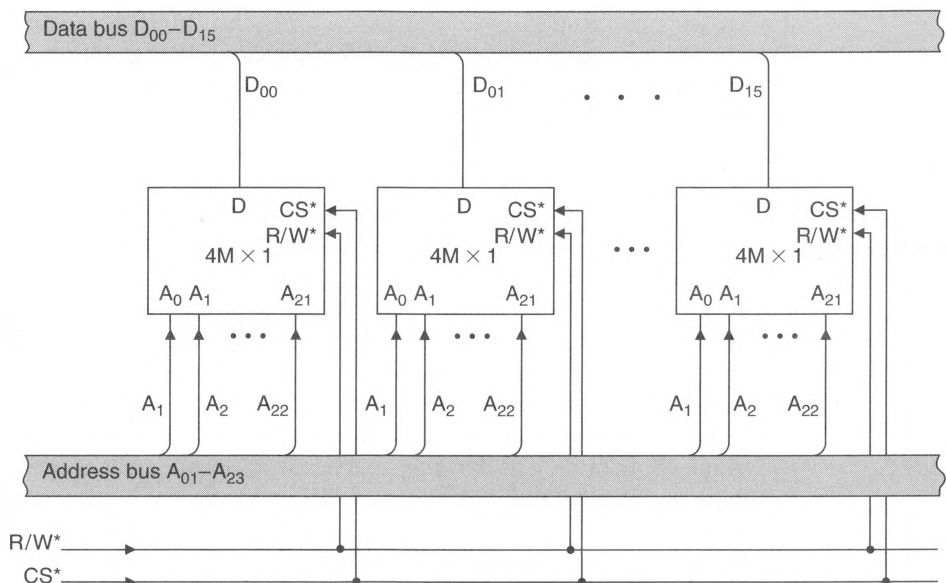 Data bus D₀₀–D₁₅
D₀₀ D₀₁ . . . D₁₅
D CS* D CS* D CS*
R/W* R/W* ... R/W*
4M × 1 4M × 1 4M × 1
A₀ A₁ A₂₁ A₀ A₁ A₂₁ A₀ A₁ A₂₁
... ... ...
A₁ A₂ A₂₂ A₁ A₂ A₂₂ A₁ A₂ A₂₂
Address bus A₀₁–A₂₃
R/W*
CS*